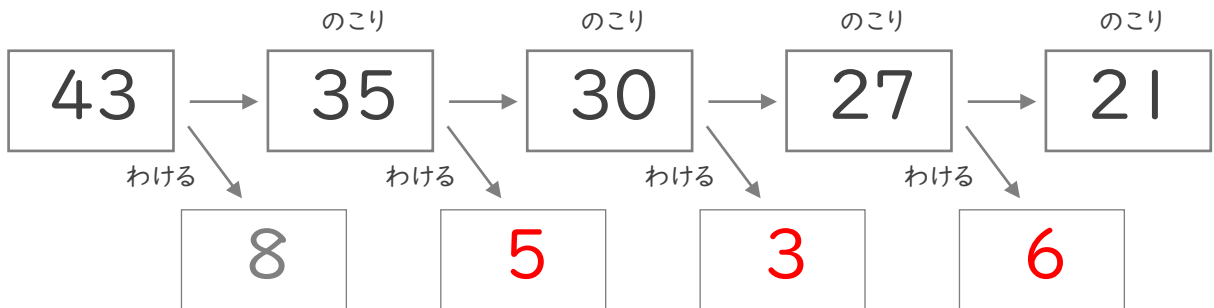 のこり のこり のこり のこり
43 35 30 27 21
わける わける わける わける
8 5 3 6